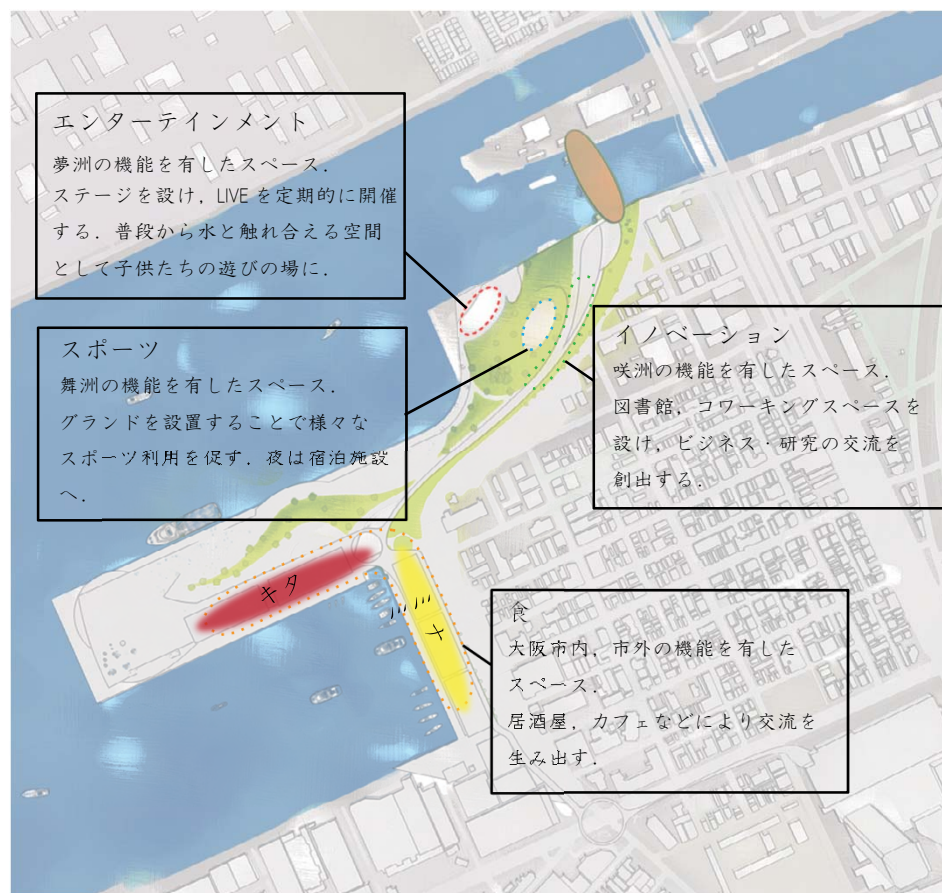 エンターテインメント
夢洲の機能を有したスペース.
ステージを設け, LIVEを定期的に開催
する. 普段から水と触れ合える空間
として子供たちの遊びの場に.
スポーツ
舞洲の機能を有したスペース.
グランドを設置することで様々な
スポーツ利用を促す. 夜は宿泊施設
へ.
イノベーション
咲洲の機能を有したスペース.
図書館, コワーキングスペースを
設け, ビジネス・研究の交流を
創出する.
キタ
ミナミ
食
大阪市内, 市外の機能を有した
スペース.
居酒屋, カフェなどにより交流を
生み出す.